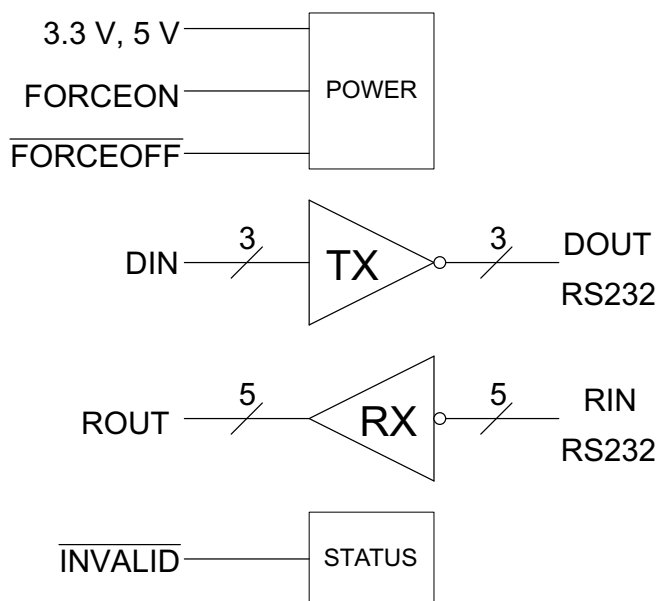 3.3 V, 5 V
FORCEON
FORCEOFF
POWER
DIN
3
TX
3
DOUT
RS232
ROUT
5
RX
5
RIN
RS232
INVALID
STATUS